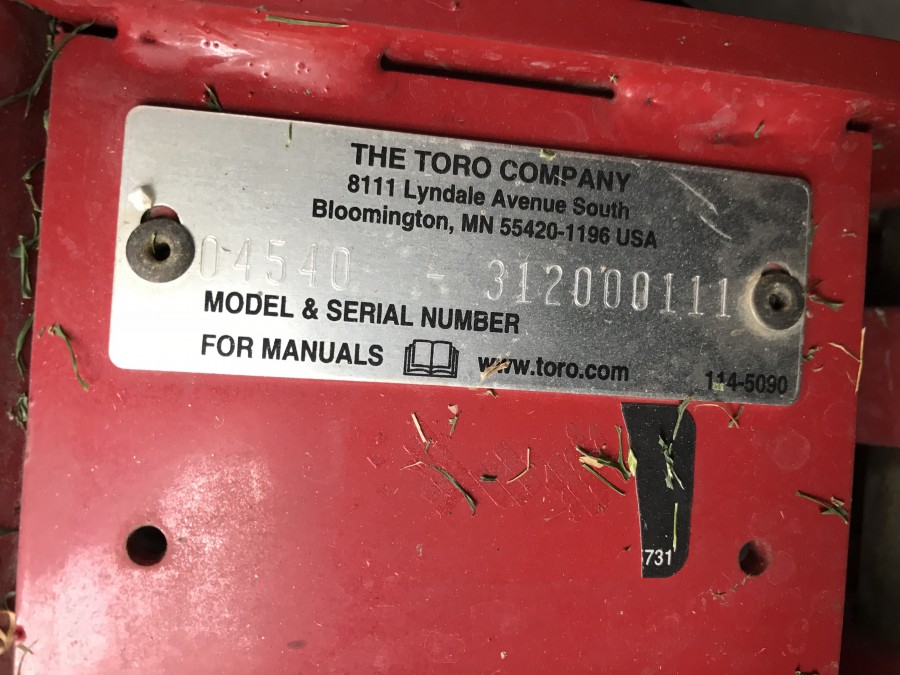 THE TORO COMPANY
8111 Lyndale Avenue South
Bloomington, MN 55420-1196 USA
04540 - 312000111
MODEL & SERIAL NUMBER
FOR MANUALS www.toro.com
114-5090
731